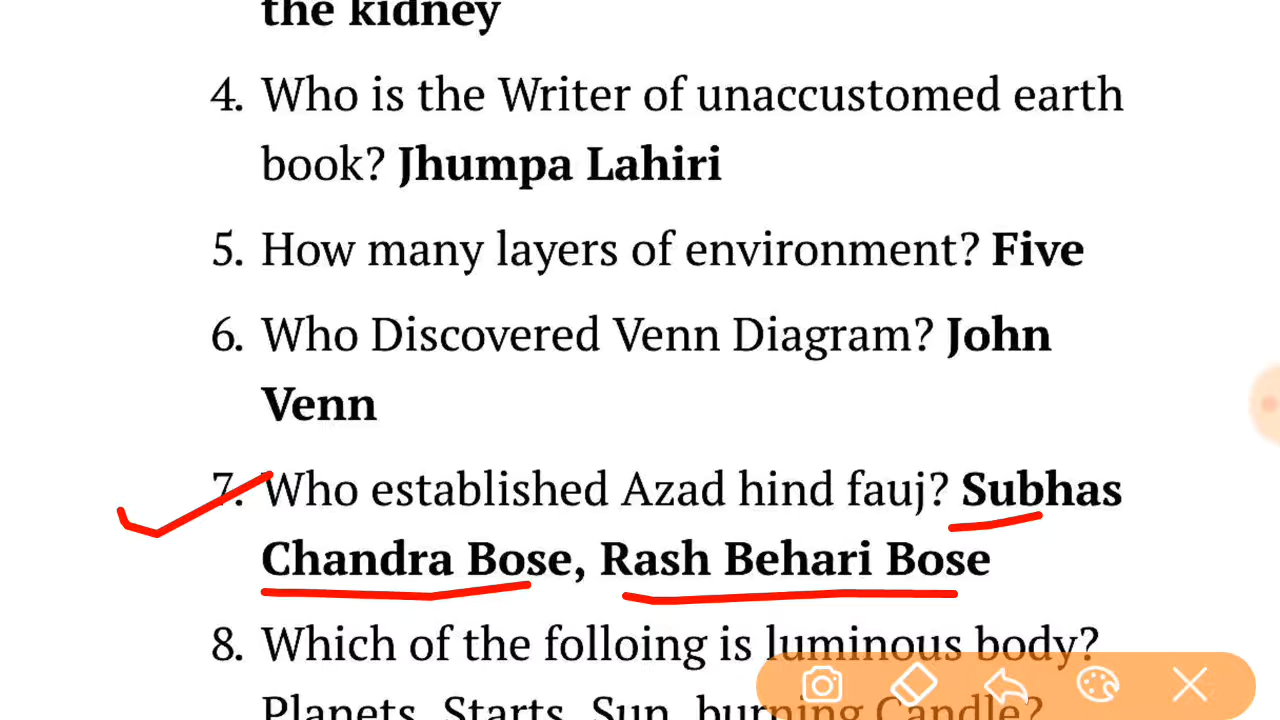 the kidney
4. Who is the Writer of unaccustomed earth
book? Jhumpa Lahiri
5. How many layers of environment? Five
6. Who Discovered Venn Diagram? John
Venn
7. Who established Azad hind fauj? Subhas
Chandra Bose, Rash Behari Bose
8. Which of the folloing is luminous body?
Planets, Starts, Sun, burning Candle?